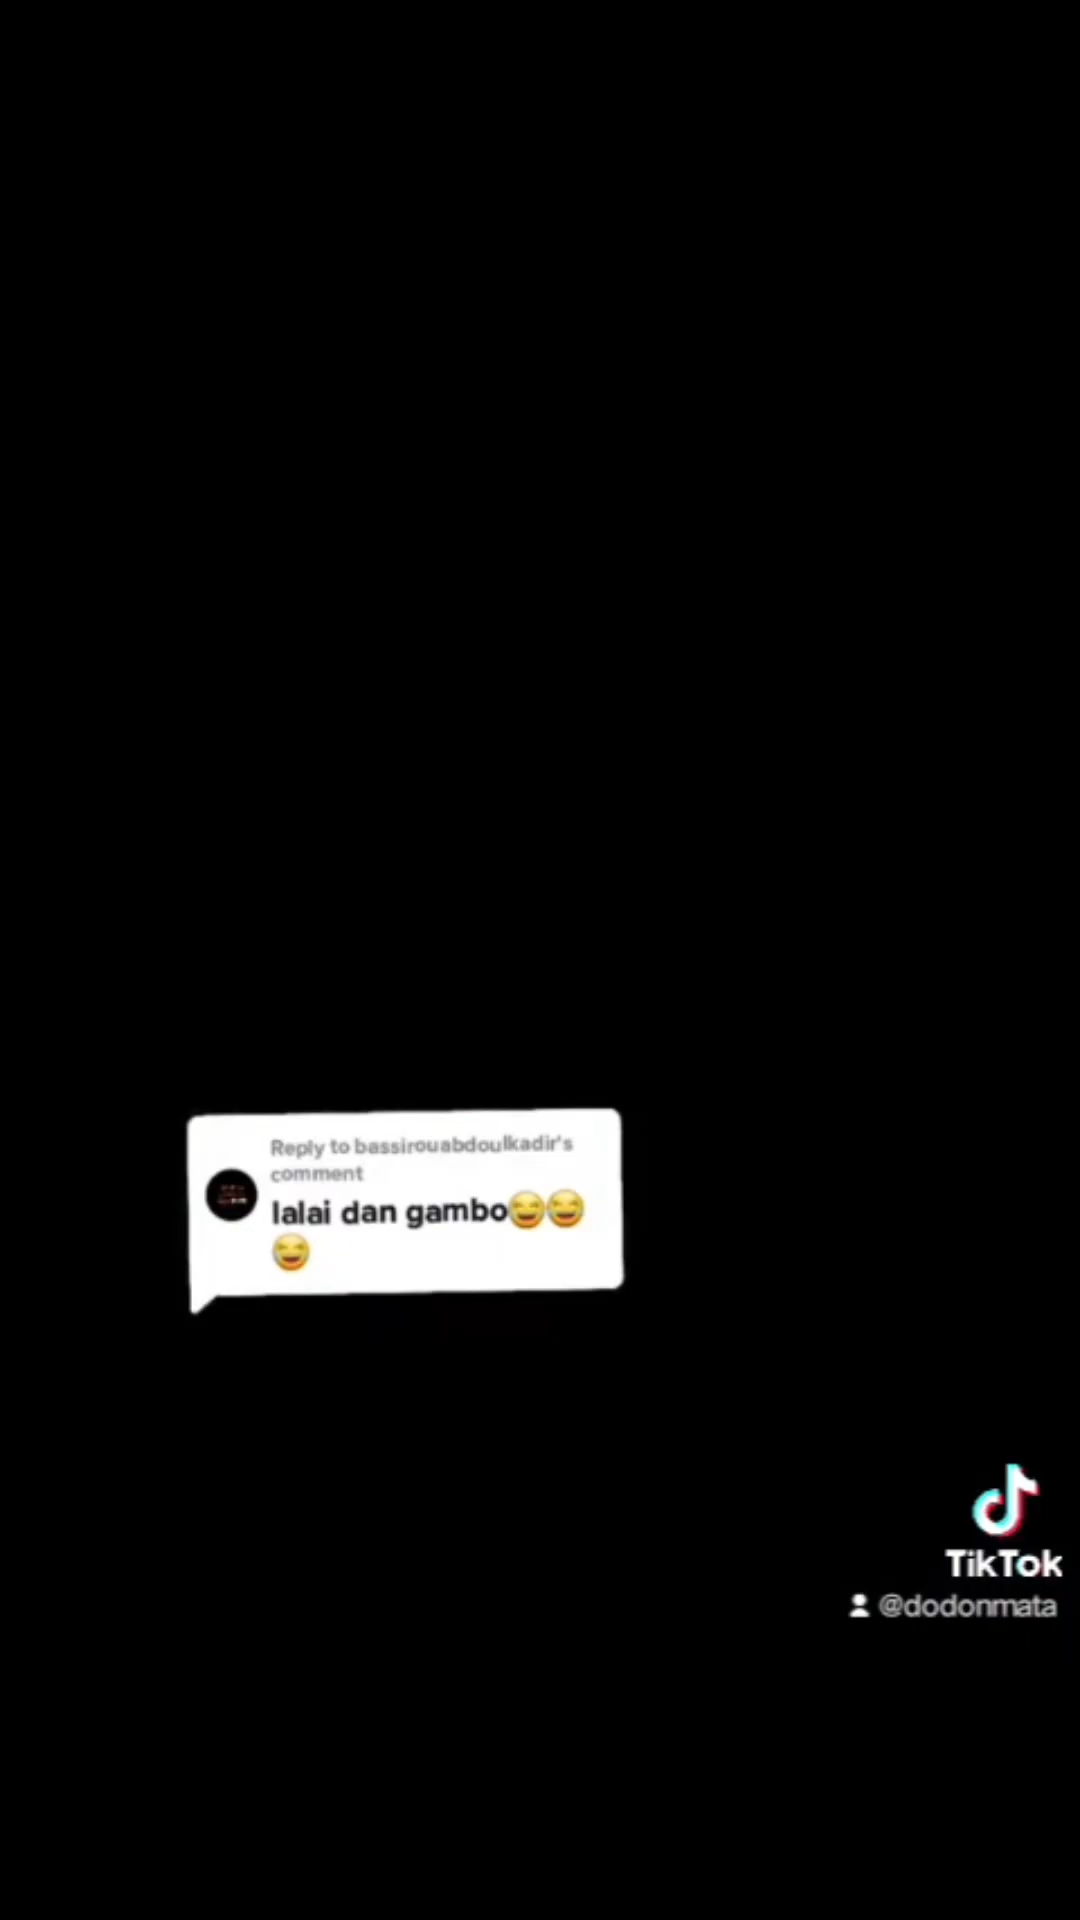 Reply to bassirouabdoulkadir's
comment
lalai dan gambo😆😆
😆
TikTok
@dodonmata